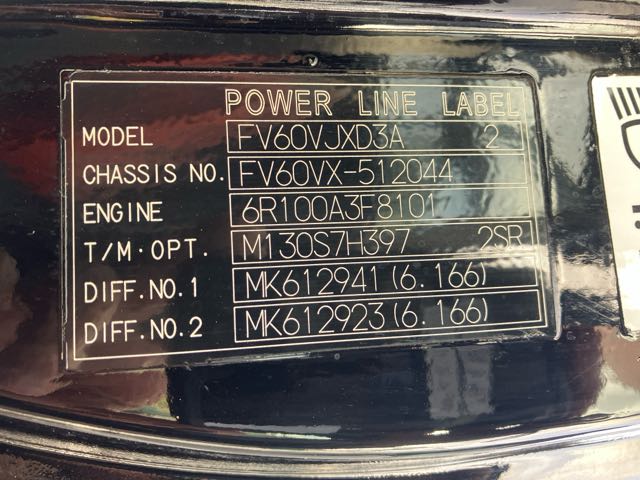 POWER LINE LABEL
MODEL FV60VJXD3A 2
CHASSIS NO. FV60VX-512044
ENGINE 6R100A3F8101
T/M·OPT. M130S7H397 2SR
DIFF.NO.1 MK612941(6.166)
DIFF.NO.2 MK612923(6.166)